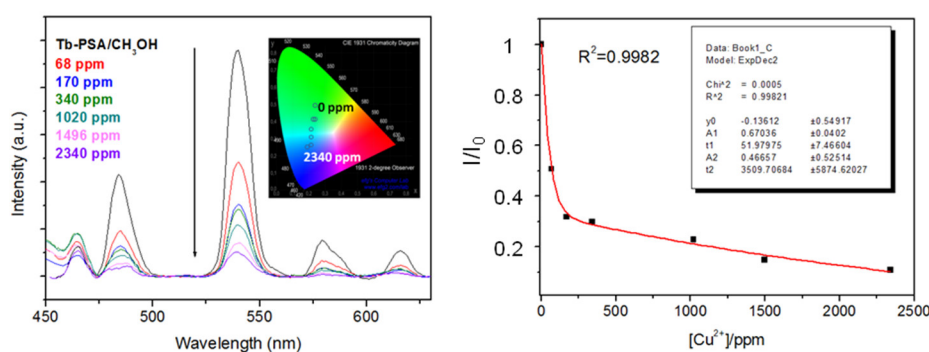 Tb-PSA/CH3OH
68 ppm
170 ppm
340 ppm
1020 ppm
1496 ppm
2340 ppm
CIE 1931 Chromaticity Diagram
0 ppm
2340 ppm
1931 2-degree Observer
Intensity (a.u.)
450 500 550 600
Wavelength (nm)
R²=0.9982
Data: Book1_C
Model: ExpDec2
Chi^2 = 0.0005
R^2 = 0.99821
y0 -0.13612 ±0.54917
A1 0.67036 ±0.0402
t1 51.97975 ±7.46604
A2 0.46657 ±0.52514
t2 3509.70684 ±5874.62027
I/I0
1
0.8
0.6
0.4
0.2
0 500 1000 1500 2000 2500
[Cu²⁺]/ppm